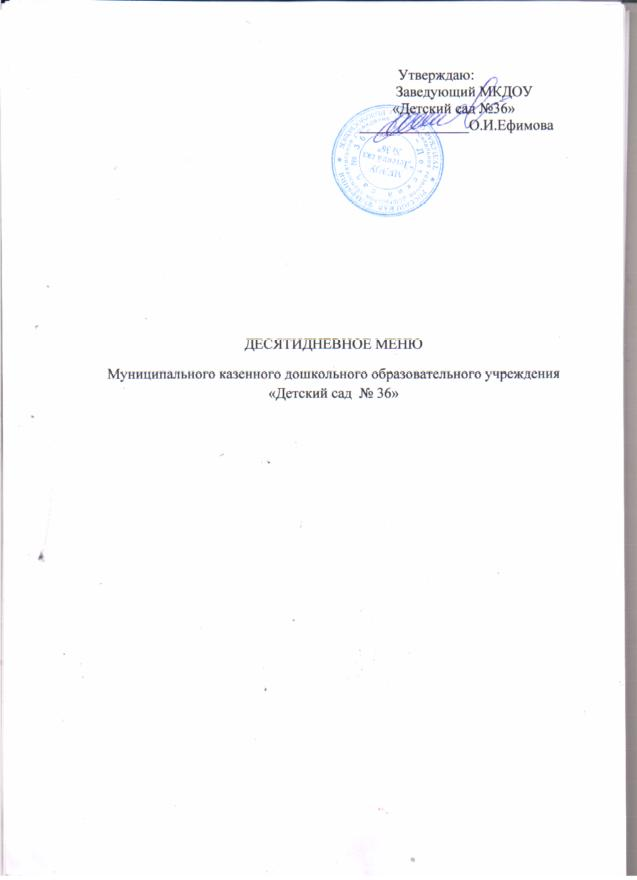 Утверждаю:
Заведующий МКДОУ
«Детский сад №36»
О.И.Ефимова
ДЕСЯТИДНЕВНОЕ МЕНЮ
Муниципального казенного дошкольного образовательного учреждения
«Детский сад № 36»